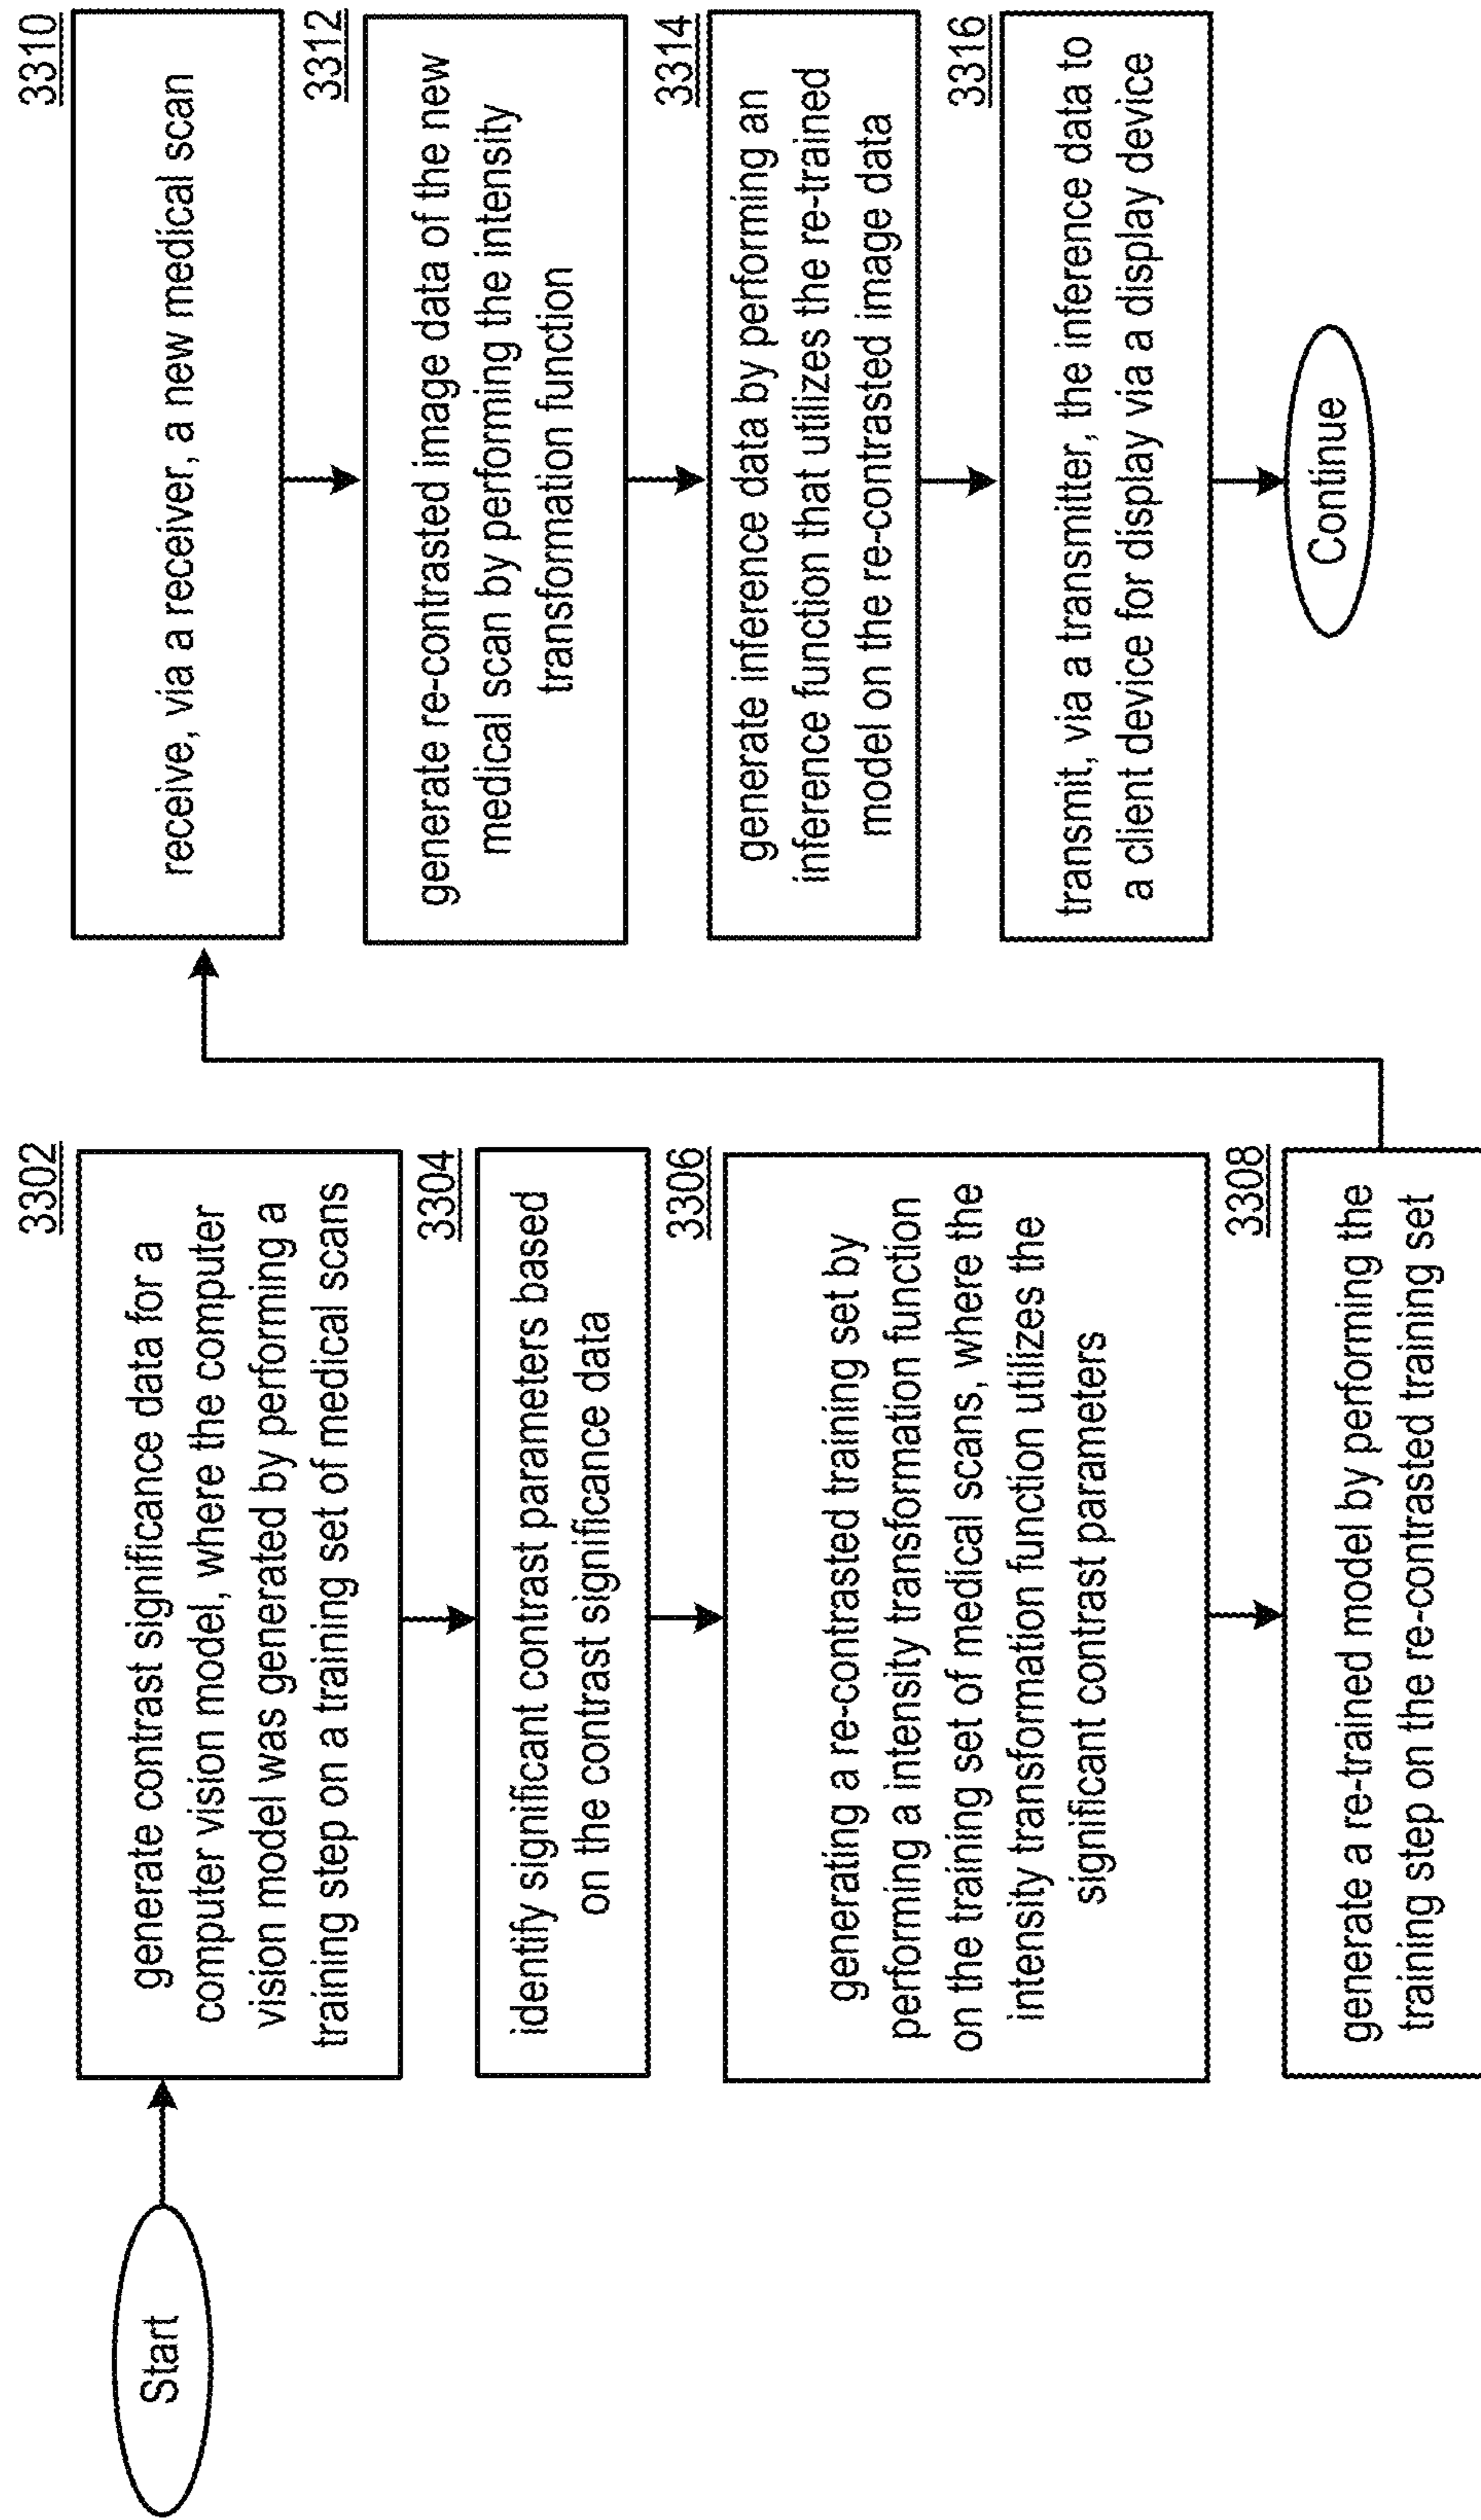 Start
3302
generate contrast significance data for a
computer vision model, where the computer
vision model was generated by performing a
training step on a training set of medical scans
3304
identify significant contrast parameters based
on the contrast significance data
3306
generating a re-contrasted training set by
performing a intensity transformation function
on the training set of medical scans, where the
intensity transformation function utilizes the
significant contrast parameters
3308
generate a re-trained model by performing the
training step on the re-contrasted training set
3310
receive, via a receiver, a new medical scan
3312
generate re-contrasted image data of the new
medical scan by performing the intensity
transformation function
3314
generate inference data by performing an
inference function that utilizes the re-trained
model on the re-contrasted image data
3316
transmit, via a transmitter, the inference data to
a client device for display via a display device
Continue